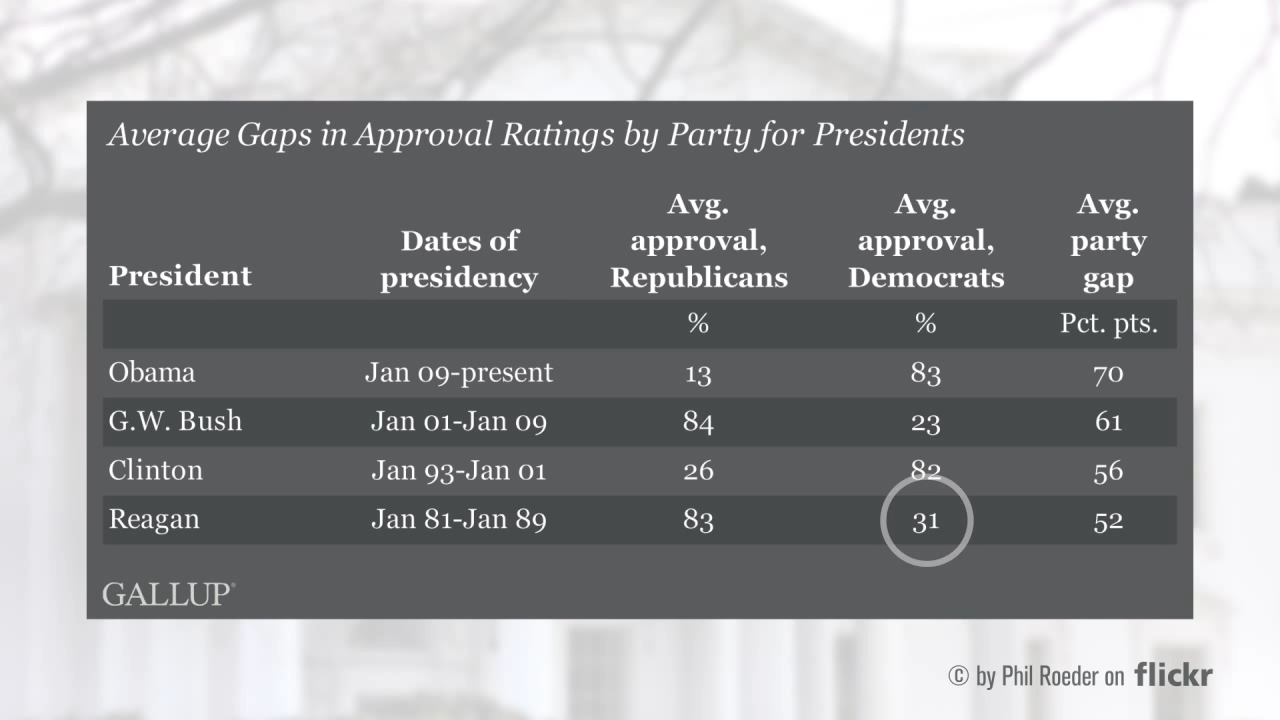 Average Gaps in Approval Ratings by Party for Presidents
President Dates of presidency Avg. approval, Republicans Avg. approval, Democrats Avg. party gap
% % Pct. pts.
Obama Jan 09-present 13 83 70
G.W. Bush Jan 01-Jan 09 84 23 61
Clinton Jan 93-Jan 01 26 82 56
Reagan Jan 81-Jan 89 83 31 52
GALLUP®
© by Phil Roeder on flickr